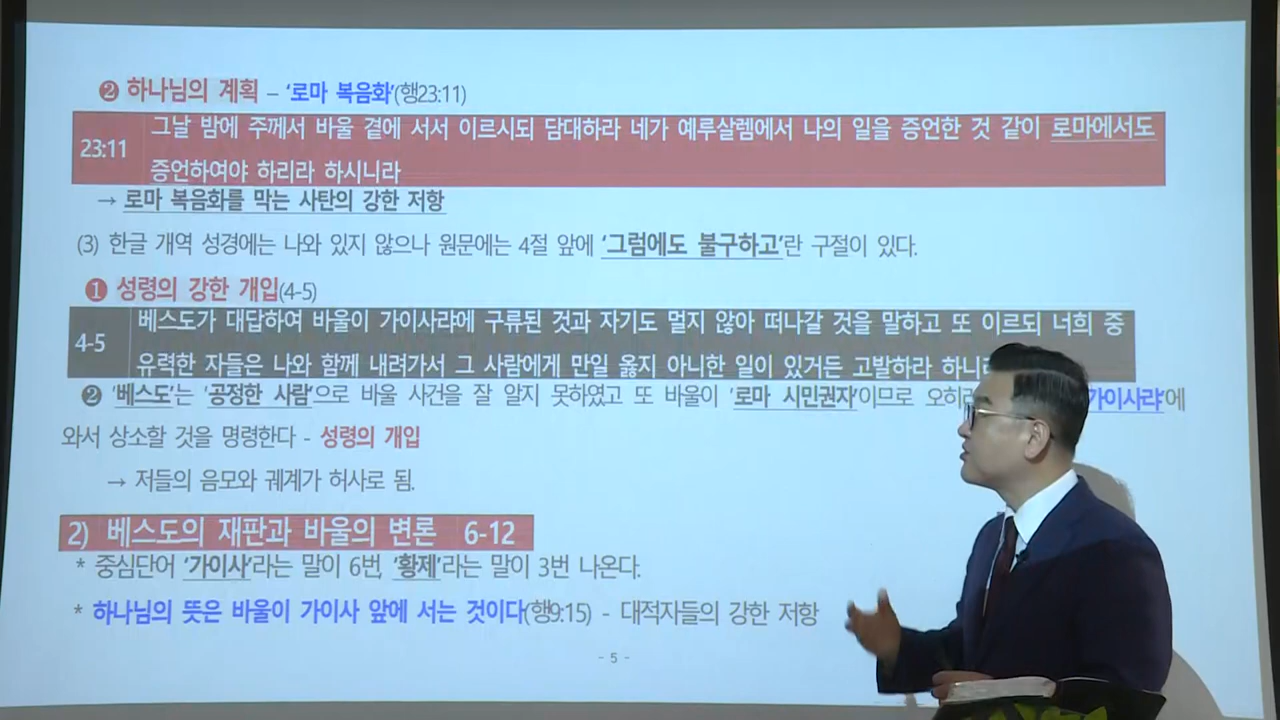 ❷ 하나님의 계획 – '로마 복음화'(행23:11)
23:11 그날 밤에 주께서 바울 곁에 서서 이르시되 담대하라 네가 예루살렘에서 나의 일을 증언한 것 같이 로마에서도
증언하여야 하리라 하시니라
→ 로마 복음화를 막는 사탄의 강한 저항
(3) 한글 개역 성경에는 나와 있지 않으나 원문에는 4절 앞에 '그럼에도 불구하고'란 구절이 있다.
❶ 성령의 강한 개입(4-5)
4-5 베스도가 대답하여 바울이 가이사랴에 구류된 것과 자기도 멀지 않아 떠나갈 것을 말하고 또 이르되 너희 중
유력한 자들은 나와 함께 내려가서 그 사람에게 만일 옳지 아니한 일이 있거든 고발하라
❷ '베스도'는 '공정한 사람'으로 바울 사건을 잘 알지 못하였고 또 바울이 '로마 시민권자'이므로 가이사랴'에
와서 상소할 것을 명령한다 - 성령의 개입
→ 저들의 음모와 궤계가 허사로 됨.
2) 베스도의 재판과 바울의 변론 6-12
* 중심단어 '가이사'라는 말이 6번, '황제'라는 말이 3번 나온다.
* 하나님의 뜻은 바울이 가이사 앞에 서는 것이다(행9:15) - 대적자들의 강한 저항
- 5 -